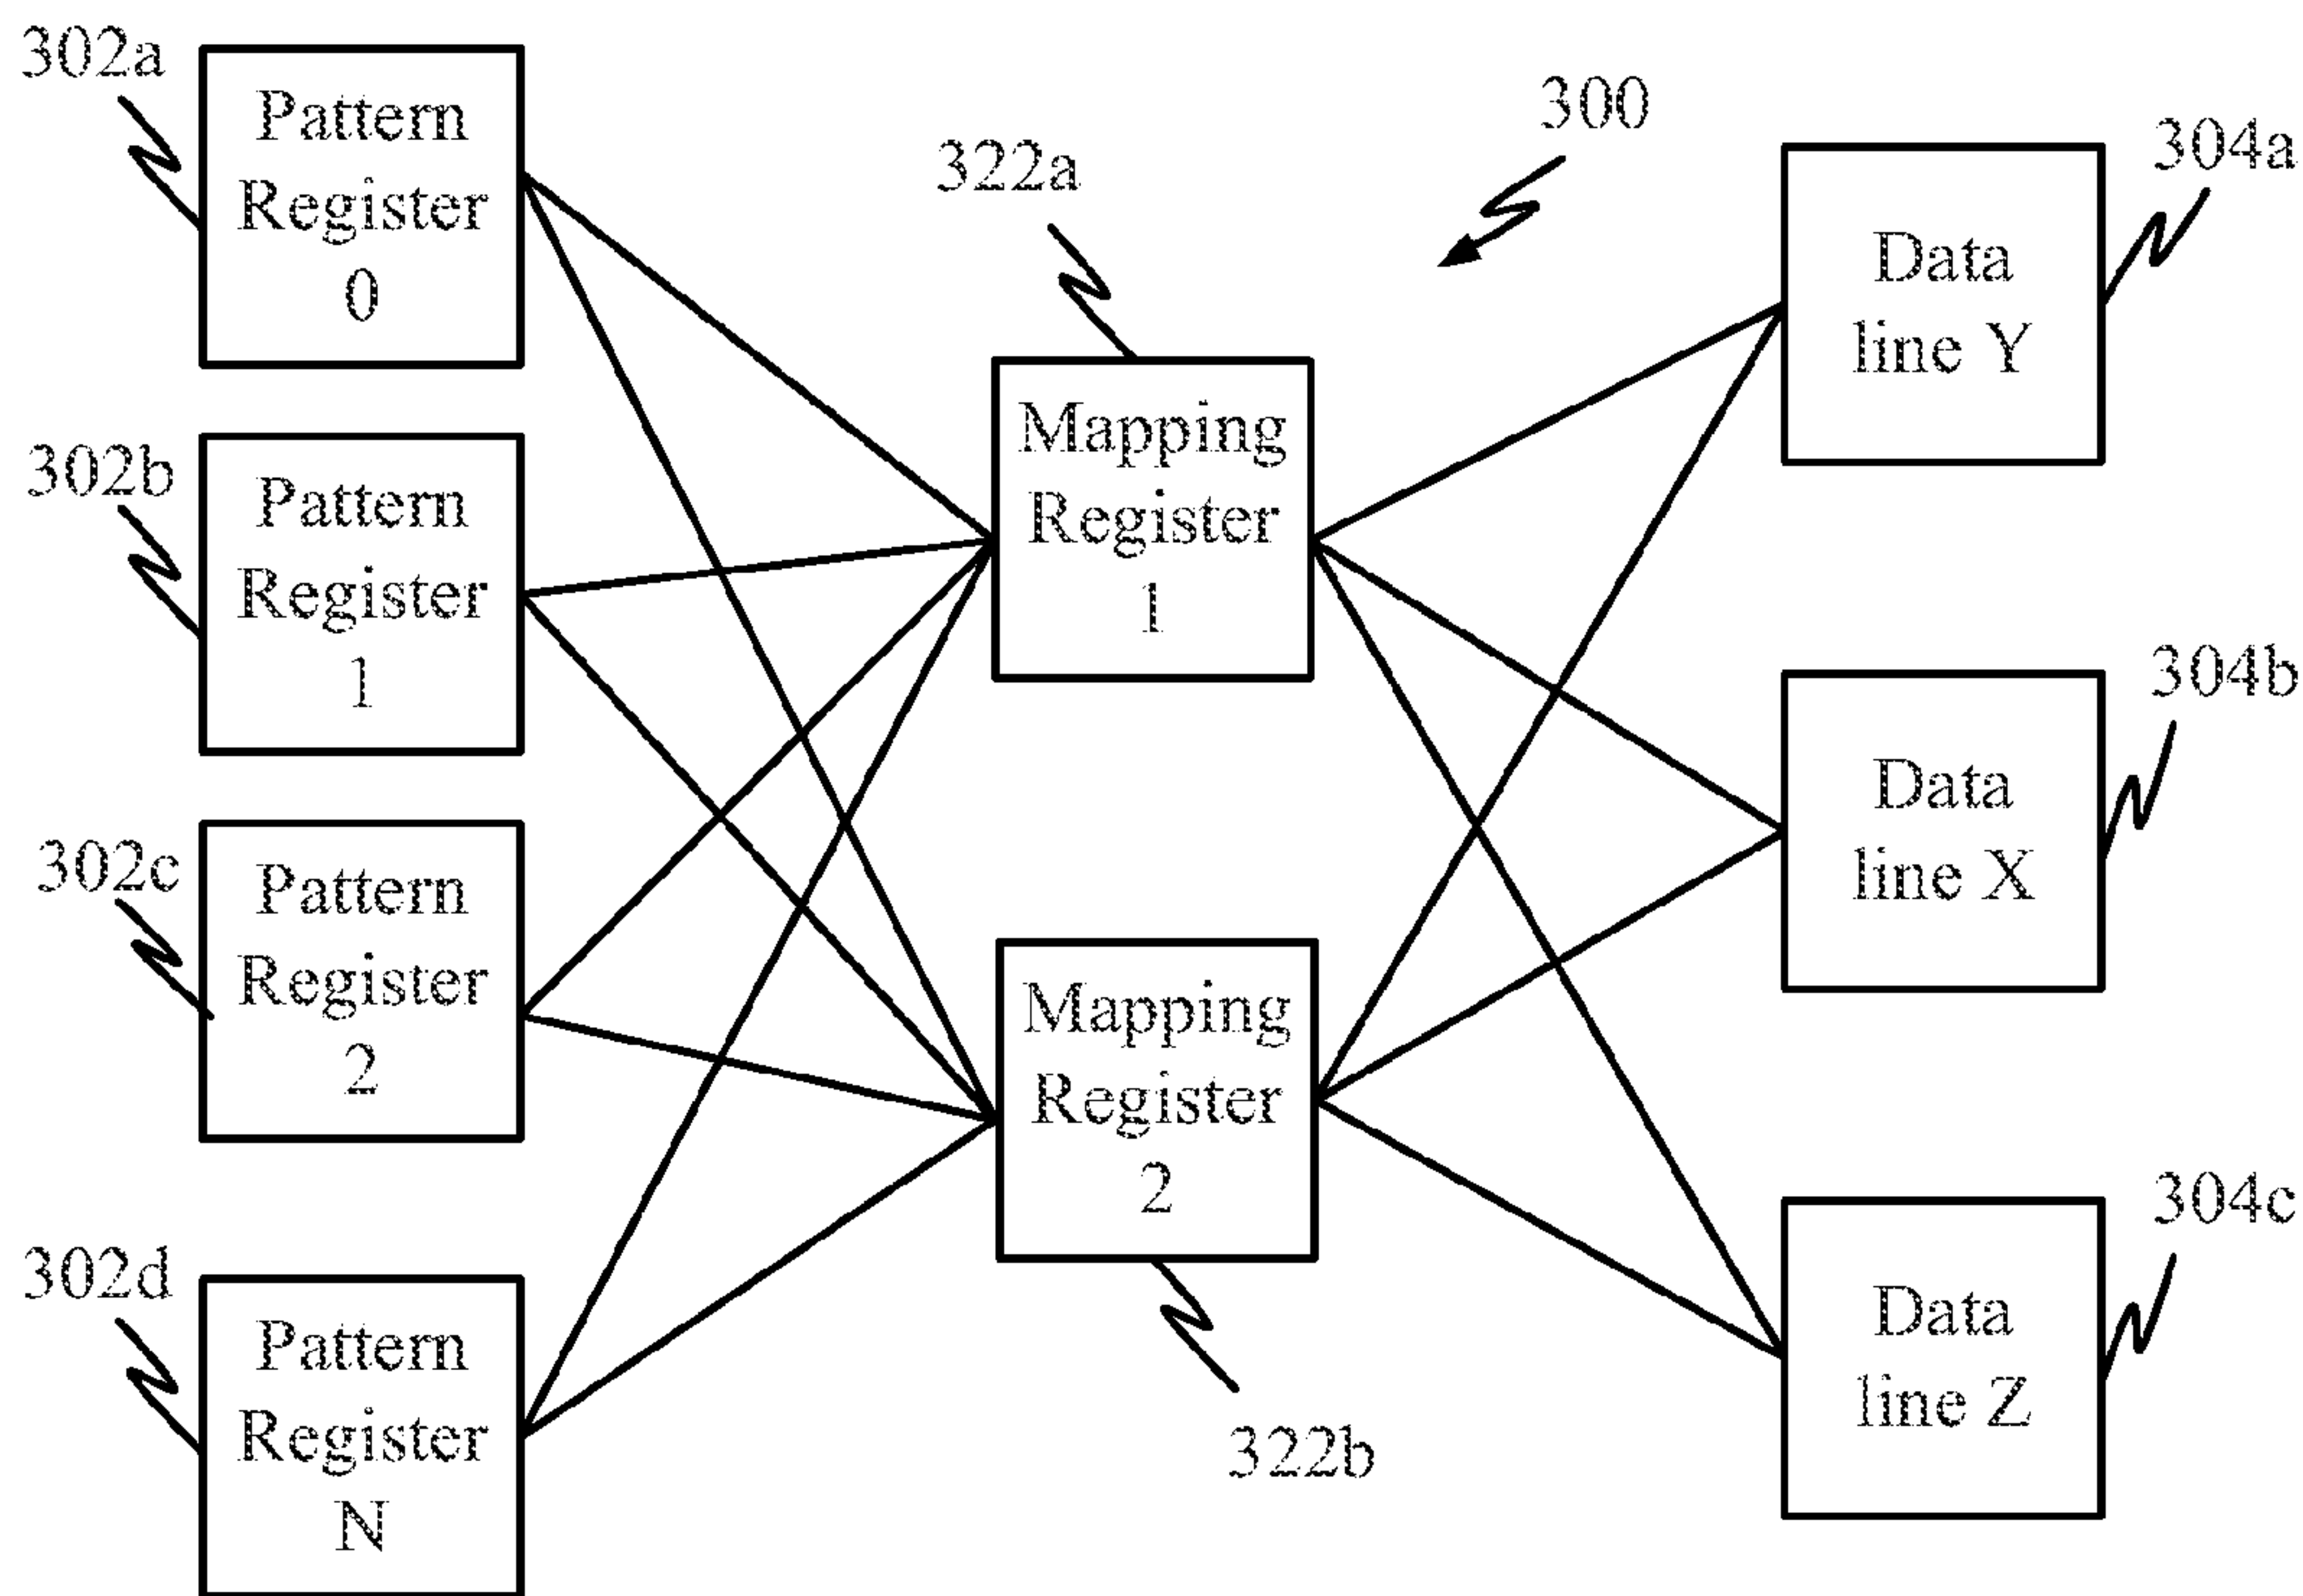 302a
Pattern
Register
0
302b
Pattern
Register
1
302c
Pattern
Register
2
302d
Pattern
Register
N
322a
Mapping
Register
1
Mapping
Register
2
322b
300
304a
Data
line Y
304b
Data
line X
304c
Data
line Z